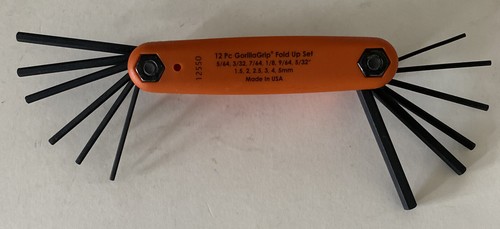 12 Pc GorillaGrip® Fold Up Set
5/64, 3/32, 7/64, 1/8, 9/64, 5/32"
1.5, 2, 2.5, 3, 4, 5mm
Made in USA
12550